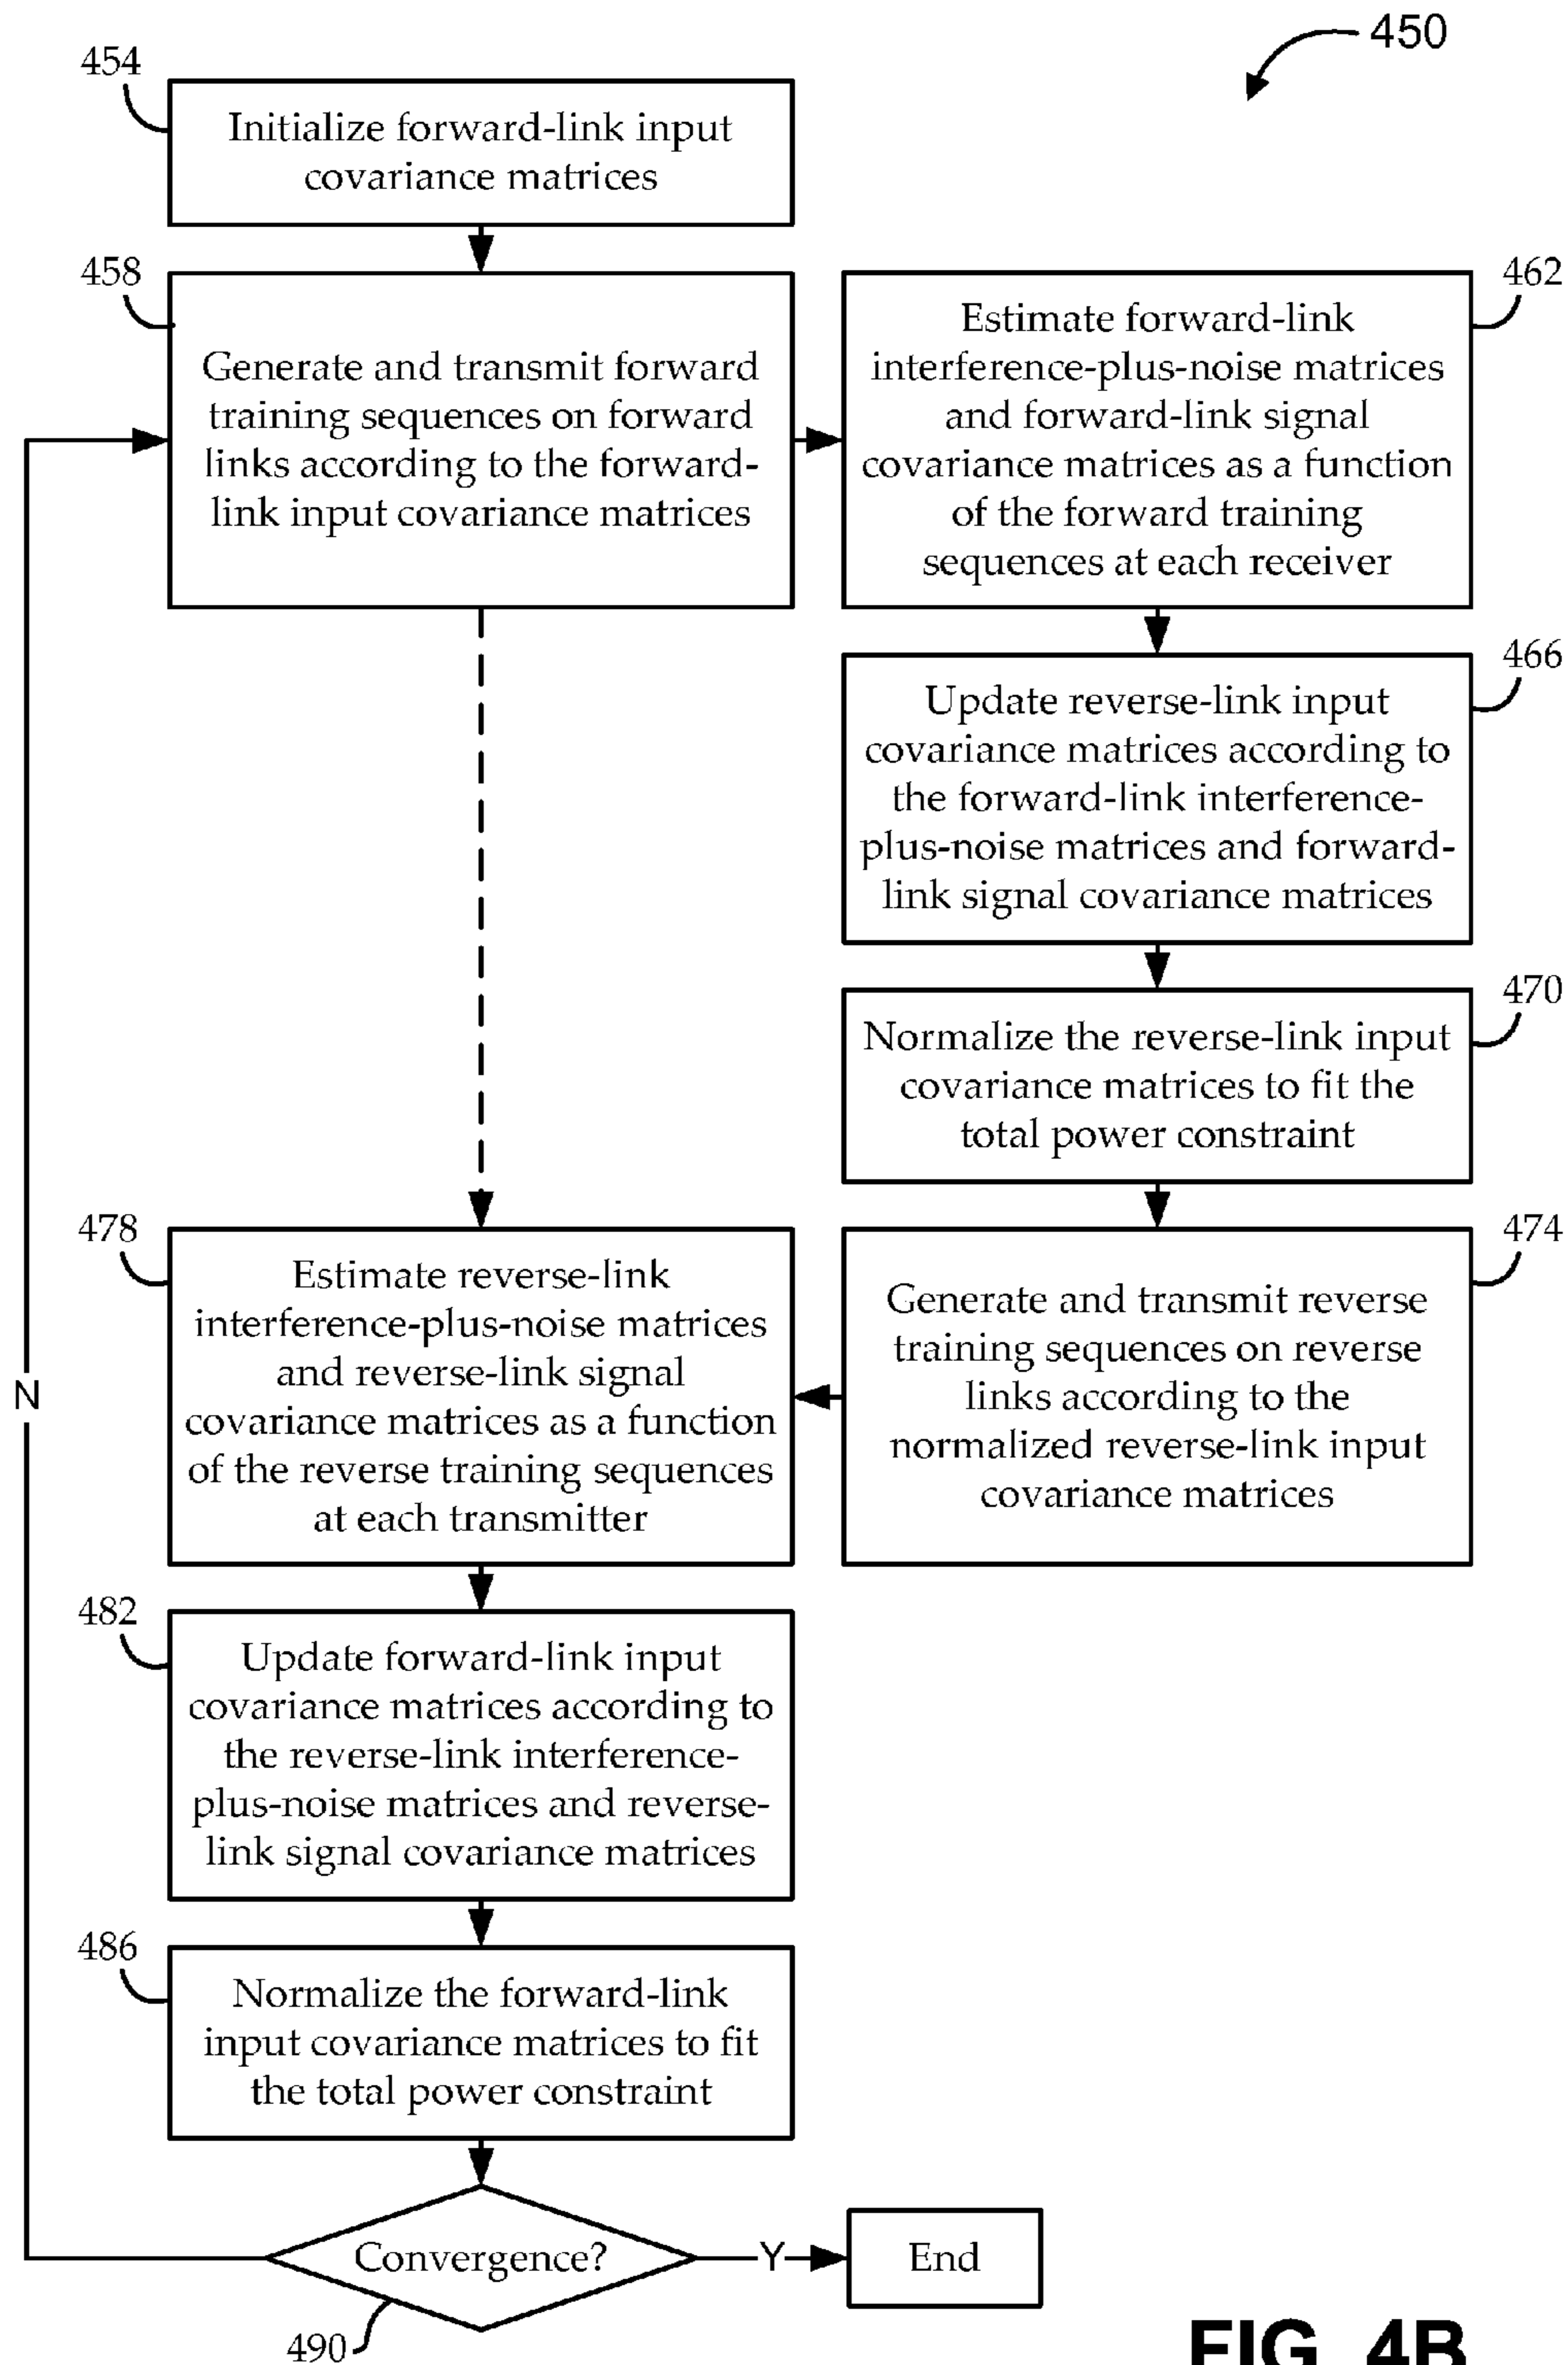 450
454
Initialize forward-link input
covariance matrices
458
Generate and transmit forward
training sequences on forward
links according to the forward-
link input covariance matrices
462
Estimate forward-link
interference-plus-noise matrices
and forward-link signal
covariance matrices as a function
of the forward training
sequences at each receiver
466
Update reverse-link input
covariance matrices according to
the forward-link interference-
plus-noise matrices and forward-
link signal covariance matrices
470
Normalize the reverse-link input
covariance matrices to fit the
total power constraint
474
Generate and transmit reverse
training sequences on reverse
links according to the
normalized reverse-link input
covariance matrices
478
Estimate reverse-link
interference-plus-noise matrices
and reverse-link signal
covariance matrices as a function
of the reverse training sequences
at each transmitter
482
Update forward-link input
covariance matrices according to
the reverse-link interference-
plus-noise matrices and reverse-
link signal covariance matrices
486
Normalize the forward-link
input covariance matrices to fit
the total power constraint
Convergence?
490
Y
End
N
FIG. 4B